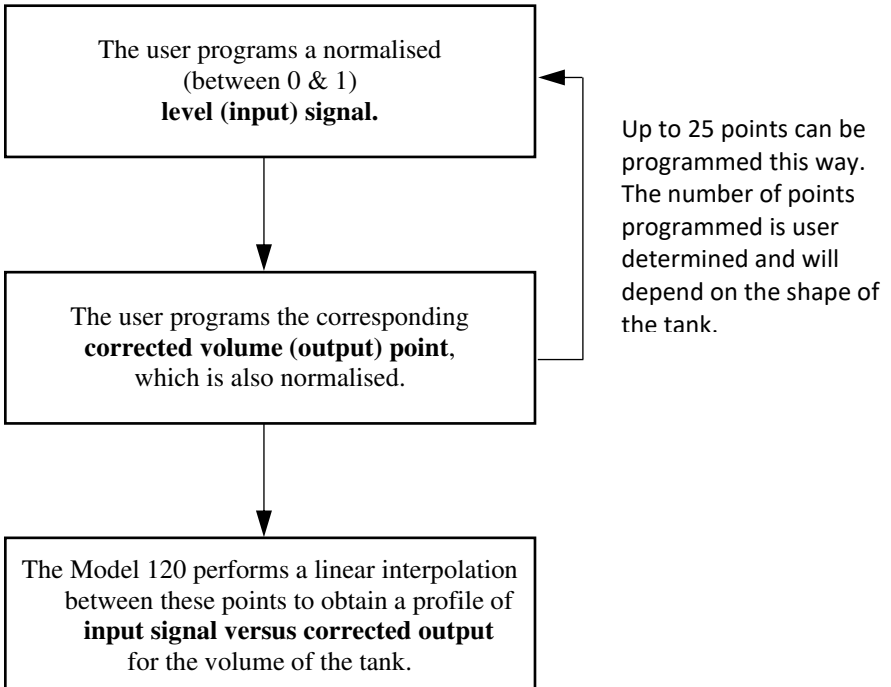 The user programs a normalised
(between 0 & 1)
level (input) signal.
Up to 25 points can be
programmed this way.
The number of points
programmed is user
determined and will
depend on the shape of
the tank.
The user programs the corresponding
corrected volume (output) point,
which is also normalised.
The Model 120 performs a linear interpolation
between these points to obtain a profile of
input signal versus corrected output
for the volume of the tank.